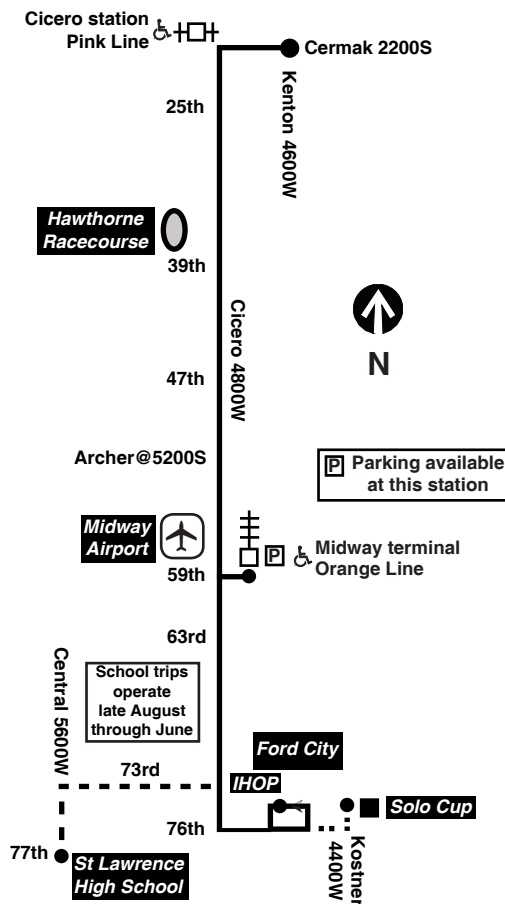 Cicero station
Pink Line
Cermak 2200S
Kenton 4600W
25th
Hawthorne
Racecourse
39th
Cicero 4800W
N
47th
Archer@5200S
P Parking available
at this station
Midway
Airport
P
Midway terminal
Orange Line
59th
63rd
School trips
operate
late August
through June
Central 5600W
73rd
Ford City
IHOP
Solo Cup
76th
Kostner
4400W
77th
St Lawrence
High School